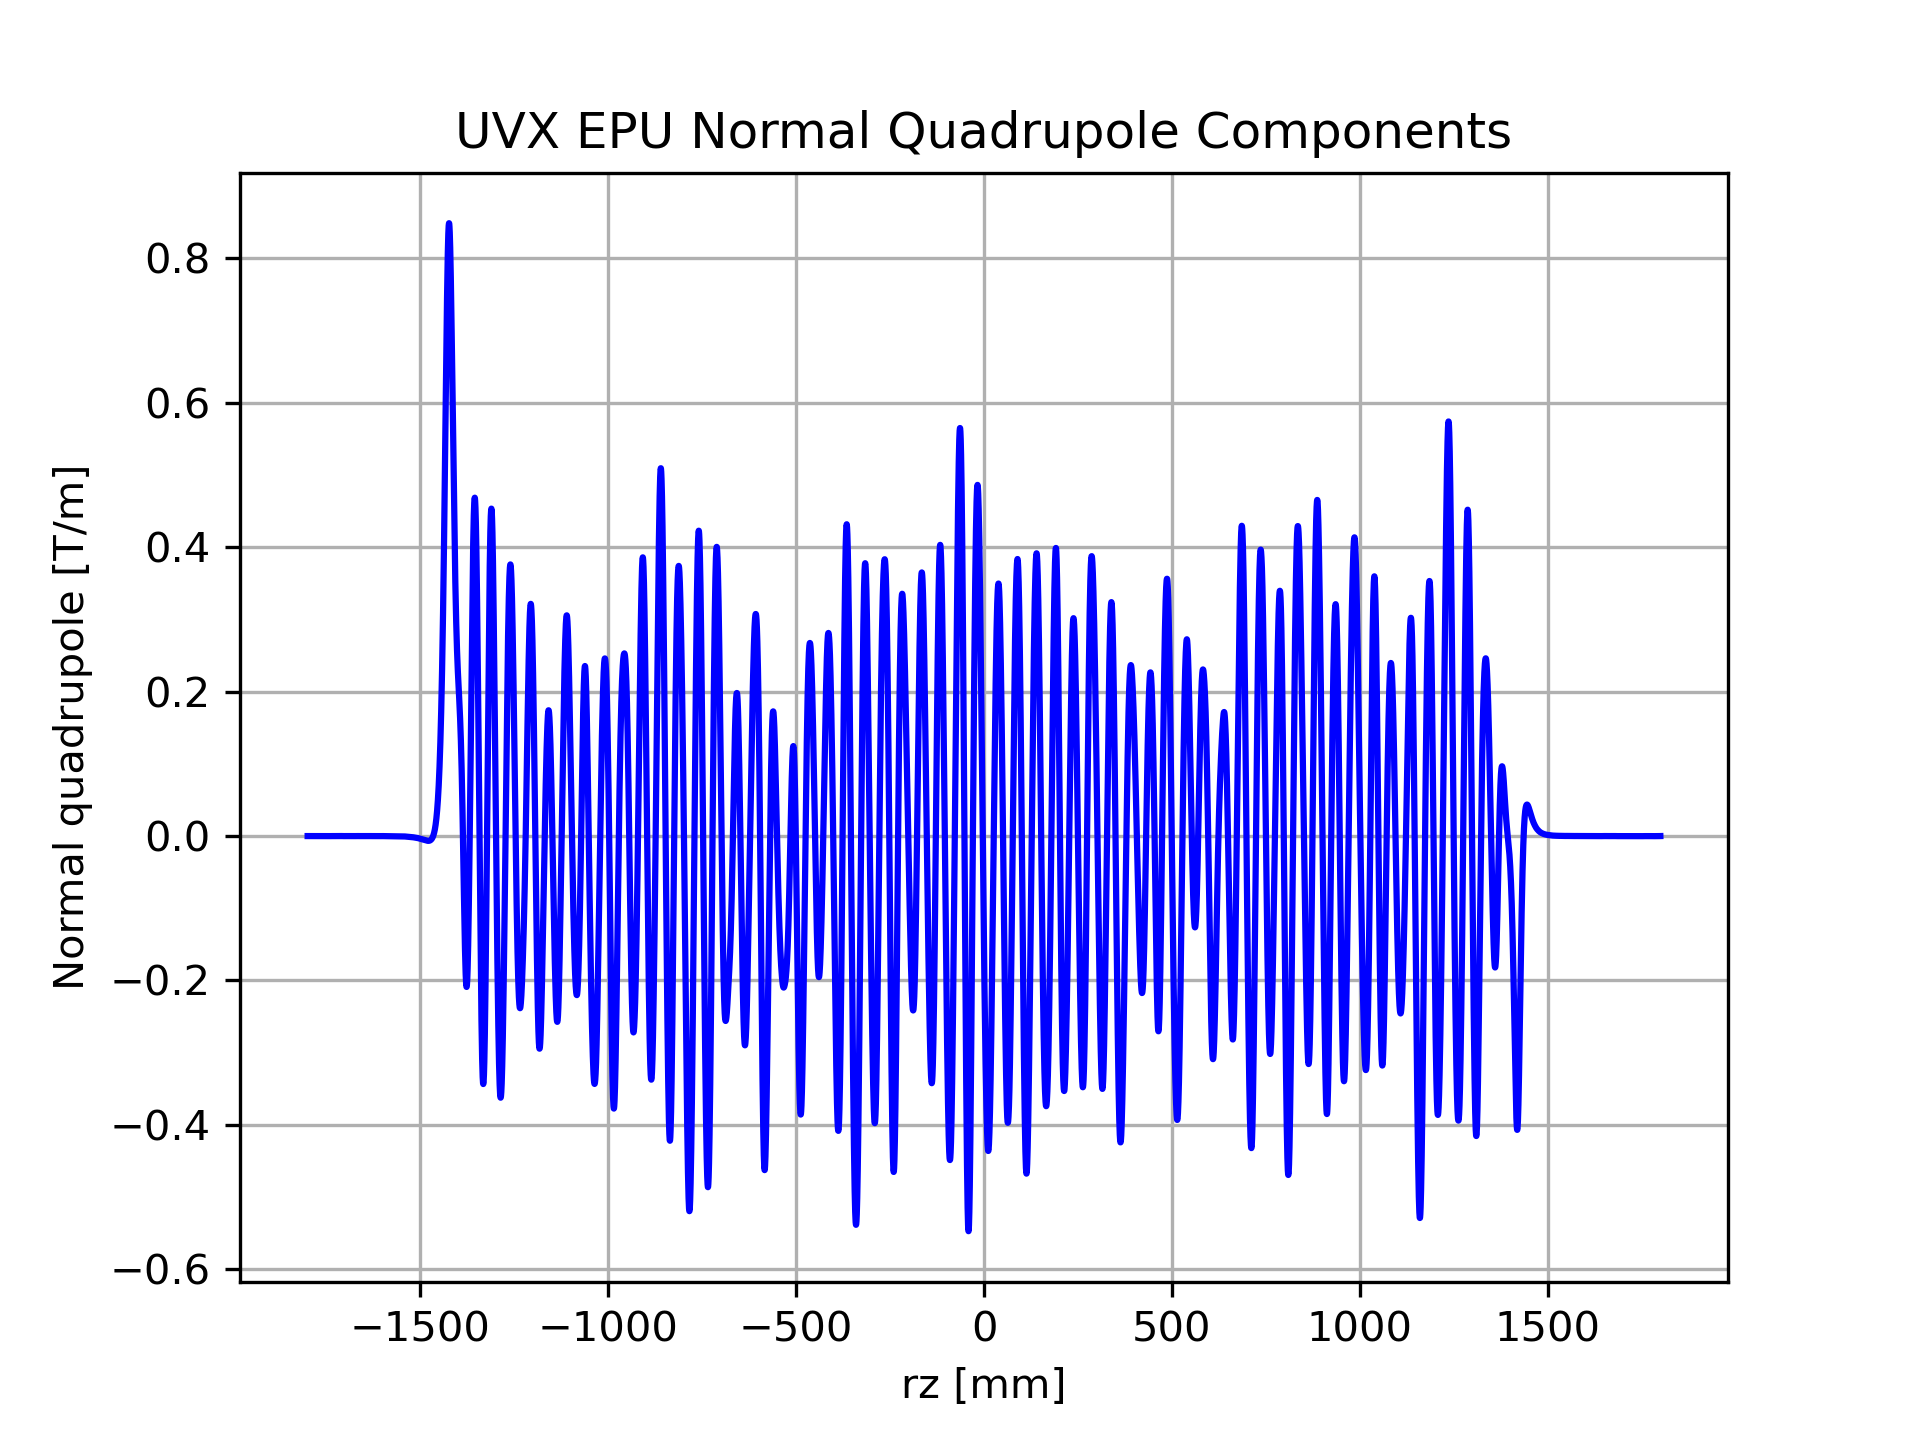 UVX EPU Normal Quadrupole Components
Normal quadrupole [T/m]
0.8
0.6
0.4
0.2
0.0
−0.2
−0.4
−0.6
−1500 −1000 −500 0 500 1000 1500
rz [mm]